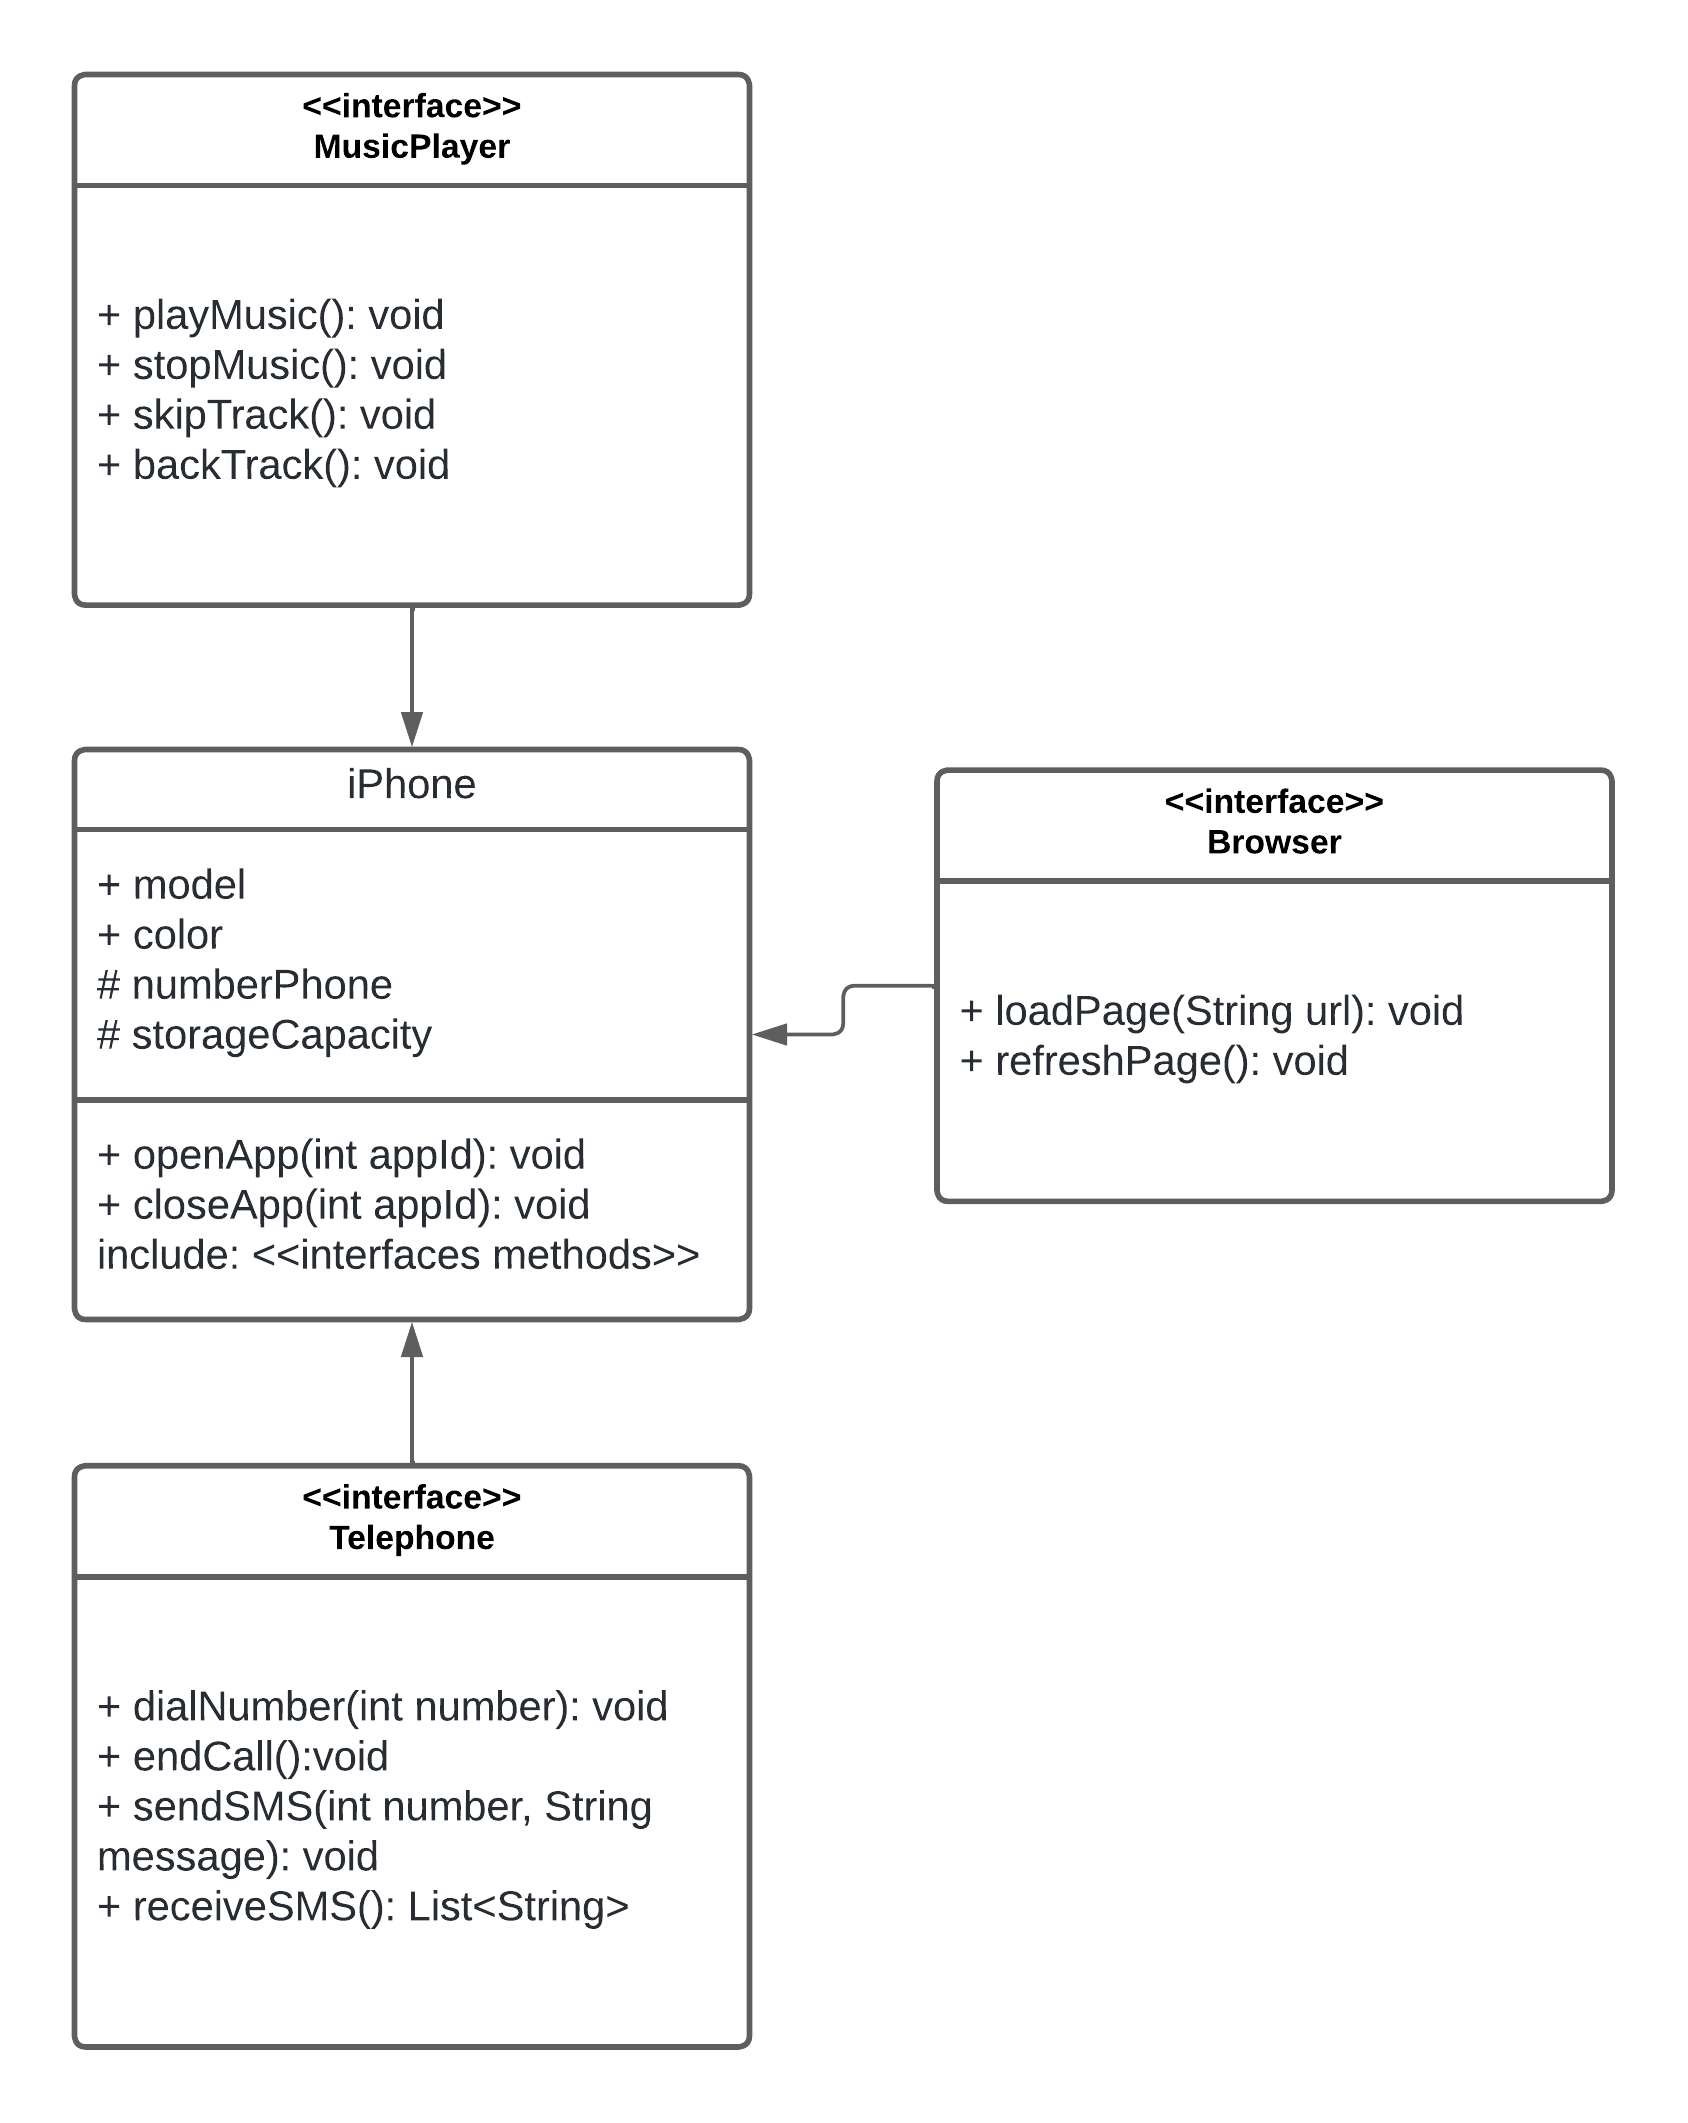 <<interface>>
MusicPlayer
+ playMusic(): void
+ stopMusic(): void
+ skipTrack(): void
+ backTrack(): void
iPhone
+ model
+ color
# numberPhone
# storageCapacity
+ openApp(int appId): void
+ closeApp(int appId): void
include: <<interfaces methods>>
<<interface>>
Browser
+ loadPage(String url): void
+ refreshPage(): void
<<interface>>
Telephone
+ dialNumber(int number): void
+ endCall():void
+ sendSMS(int number, String
message): void
+ receiveSMS(): List<String>